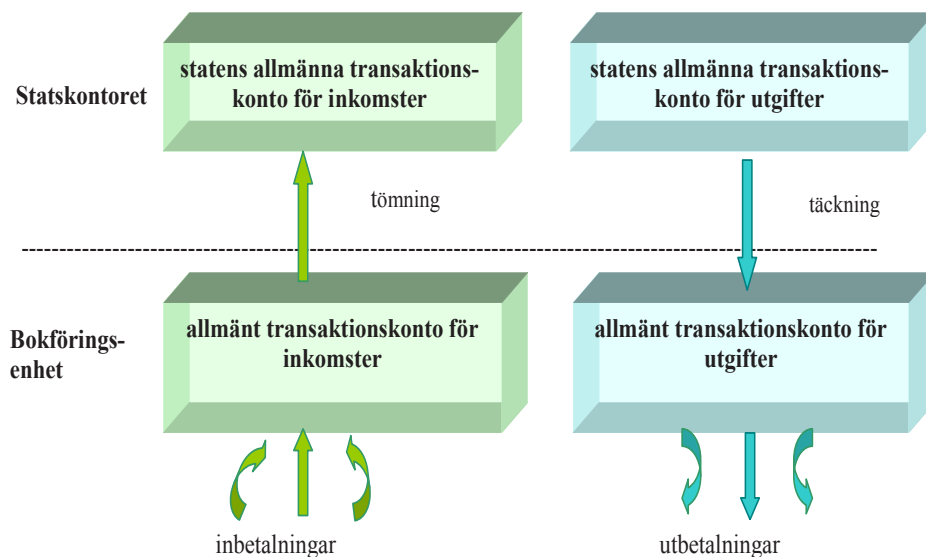 statens allmänna transaktions-
konto för inkomster
statens allmänna transaktions-
konto för utgifter
Statskontoret
tömning
täckning
Bokförings-
enhet
allmänt transaktionskonto för
inkomster
allmänt transaktionskonto för
utgifter
inbetalningar
utbetalningar